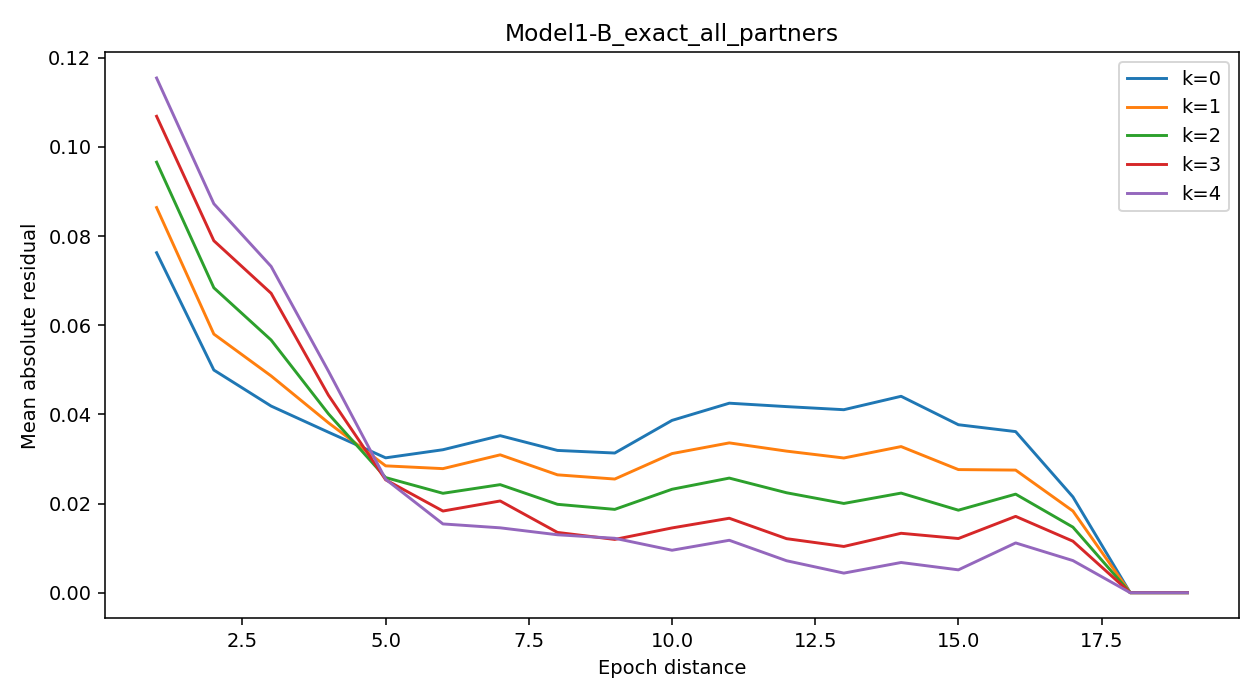 Model1-B_exact_all_partners
Mean absolute residual
0.12
0.10
0.08
0.06
0.04
0.02
0.00
k=0
k=1
k=2
k=3
k=4
2.5
5.0
7.5
10.0
12.5
15.0
17.5
Epoch distance